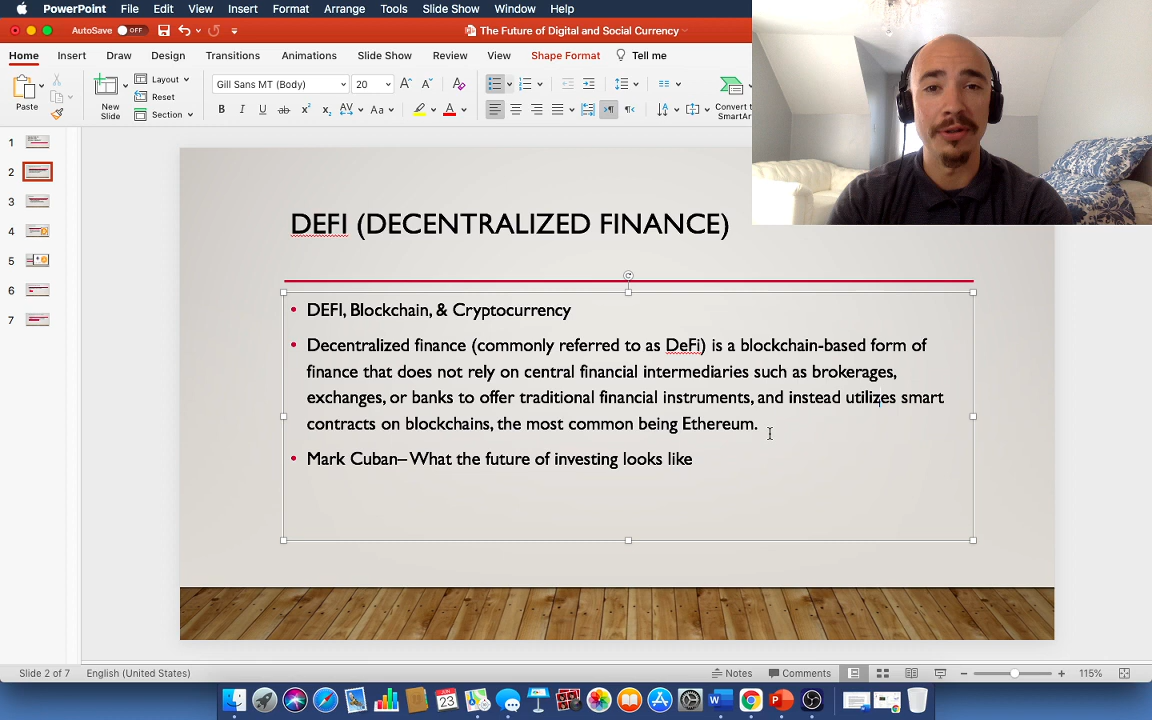 PowerPoint File Edit View Insert Format Arrange Tools Slide Show Window Help
AutoSave OFF The Future of Digital and Social Currency
Home Insert Draw Design Transitions Animations Slide Show Review View Shape Format Tell me
Paste New Slide Layout Reset Section Gill Sans MT (Body) 20 Convert to SmartAr
1
2
3
4
5
6
7
DEFI (DECENTRALIZED FINANCE)
• DEFI, Blockchain, & Cryptocurrency
• Decentralized finance (commonly referred to as DeFi) is a blockchain-based form of
finance that does not rely on central financial intermediaries such as brokerages,
exchanges, or banks to offer traditional financial instruments, and instead utilizes smart
contracts on blockchains, the most common being Ethereum.
• Mark Cuban– What the future of investing looks like
Slide 2 of 7 English (United States) Notes Comments 115%
23